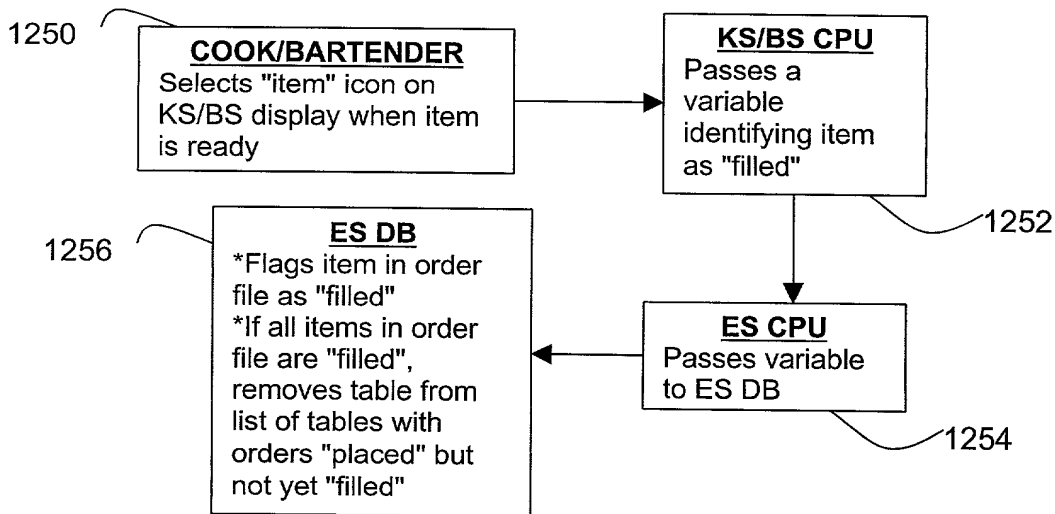 1250
COOK/BARTENDER
Selects "item" icon on
KS/BS display when item
is ready
KS/BS CPU
Passes a
variable
identifying item
as "filled"
1252
1256
ES DB
*Flags item in order
file as "filled"
*If all items in order
file are "filled",
removes table from
list of tables with
orders "placed" but
not yet "filled"
ES CPU
Passes variable
to ES DB
1254